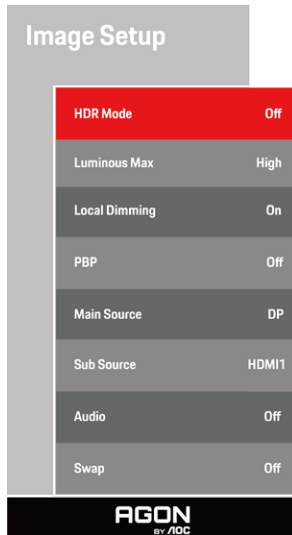 Image Setup
HDR Mode Off
Luminous Max High
Local Dimming On
PBP Off
Main Source DP
Sub Source HDMI1
Audio Off
Swap Off
AGON
BY AOC